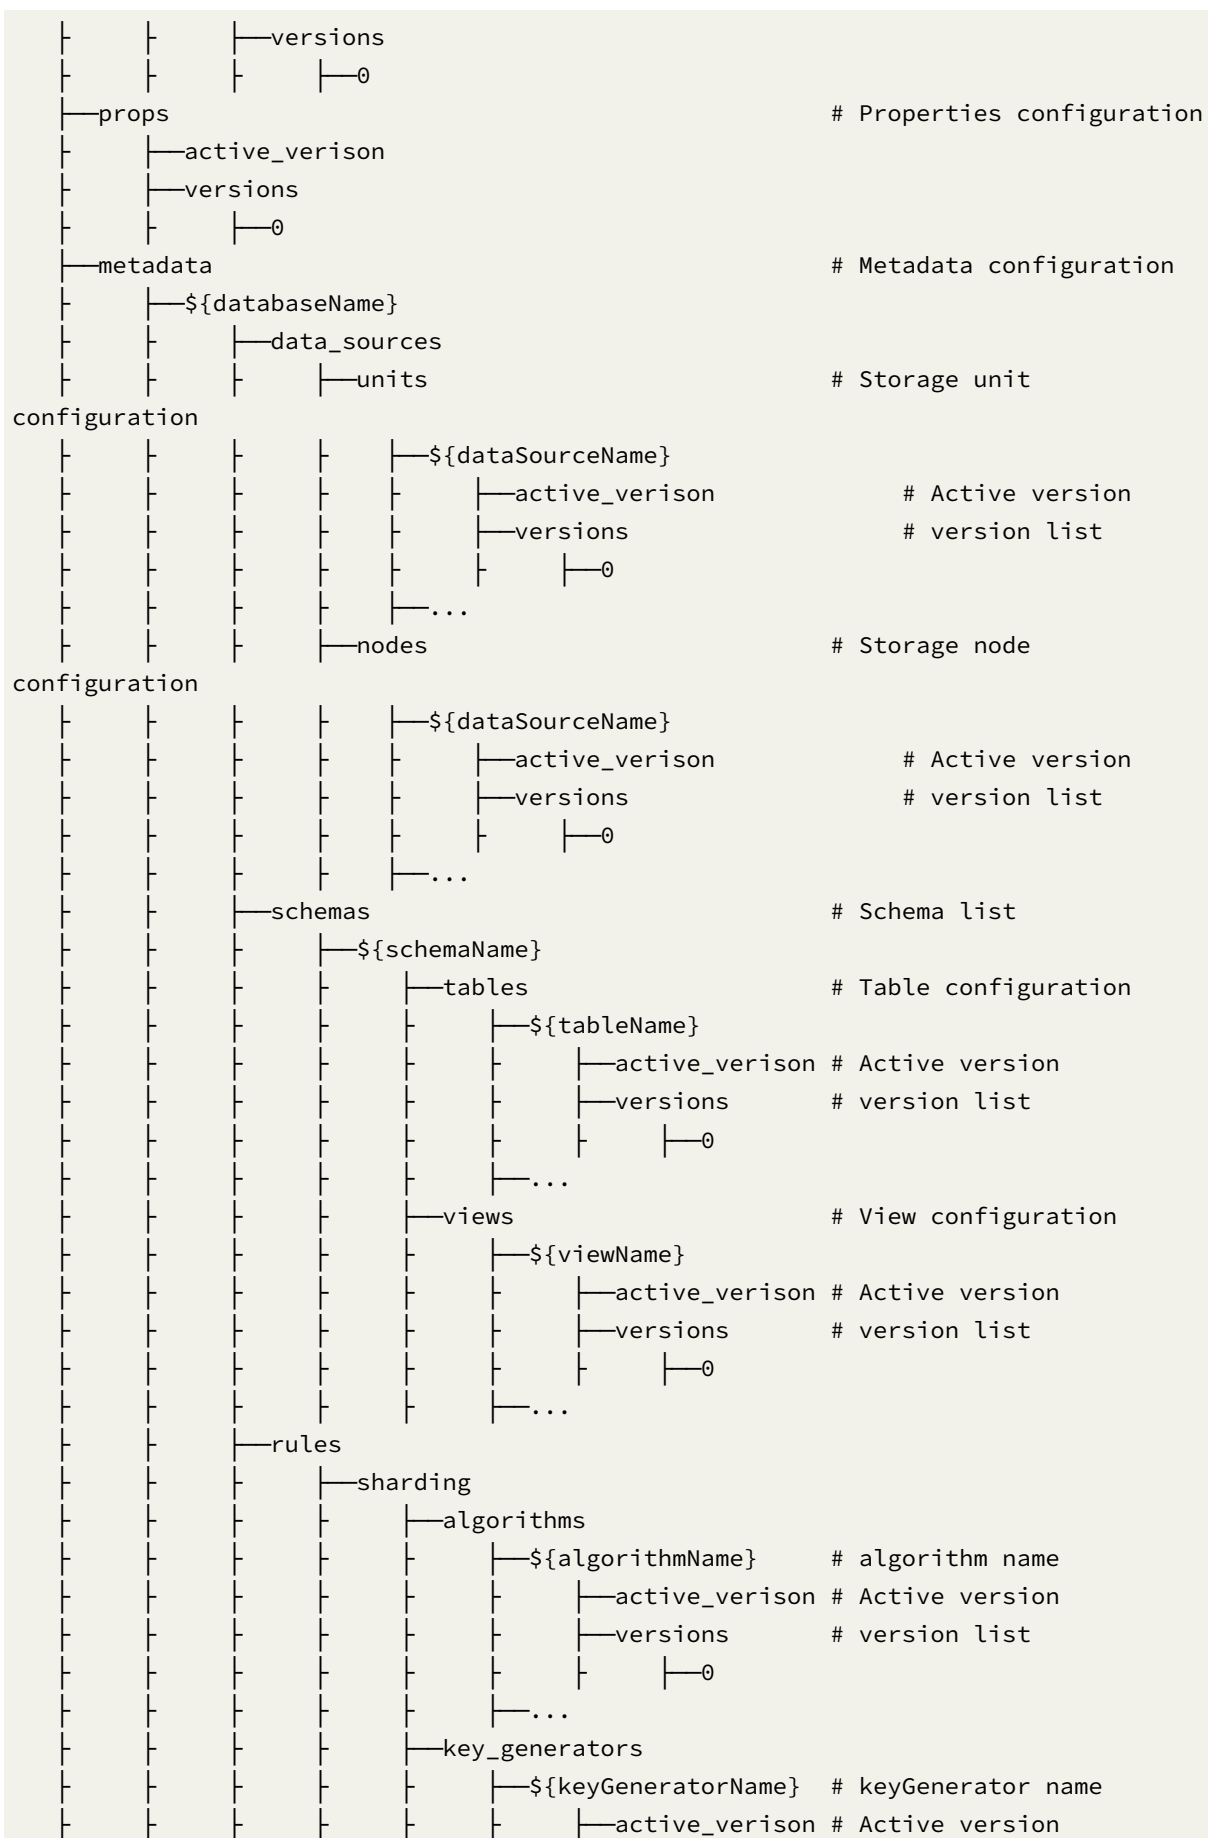 ├      ├      ├──versions
├      ├      ├      ├──0
├──props                                                       # Properties configuration
├      ├──active_verison
├      ├──versions
├      ├      ├──0
├──metadata                                                    # Metadata configuration
├      ├──${databaseName}
├      ├      ├──data_sources
├      ├      ├      ├──units                                  # Storage unit
configuration
├      ├      ├      ├     ├──${dataSourceName}
├      ├      ├      ├     ├      ├──active_verison             # Active version
├      ├      ├      ├     ├      ├──versions                   # version list
├      ├      ├      ├     ├      ├      ├──0
├      ├      ├      ├     ├──...
├      ├      ├      ├──nodes                                  # Storage node
configuration
├      ├      ├      ├     ├──${dataSourceName}
├      ├      ├      ├     ├      ├──active_verison             # Active version
├      ├      ├      ├     ├      ├──versions                   # version list
├      ├      ├      ├     ├      ├      ├──0
├      ├      ├      ├     ├──...
├      ├      ├──schemas                                       # Schema list
├      ├      ├      ├──${schemaName}
├      ├      ├      ├      ├──tables                          # Table configuration
├      ├      ├      ├      ├      ├──${tableName}
├      ├      ├      ├      ├      ├      ├──active_verison # Active version
├      ├      ├      ├      ├      ├      ├──versions       # version list
├      ├      ├      ├      ├      ├      ├      ├──0
├      ├      ├      ├      ├      ├──...
├      ├      ├      ├      ├──views                           # View configuration
├      ├      ├      ├      ├      ├──${viewName}
├      ├      ├      ├      ├      ├      ├──active_verison # Active version
├      ├      ├      ├      ├      ├      ├──versions       # version list
├      ├      ├      ├      ├      ├      ├      ├──0
├      ├      ├      ├      ├      ├──...
├      ├      ├──rules
├      ├      ├      ├──sharding
├      ├      ├      ├      ├──algorithms
├      ├      ├      ├      ├      ├──${algorithmName}     # algorithm name
├      ├      ├      ├      ├      ├      ├──active_verison # Active version
├      ├      ├      ├      ├      ├      ├──versions       # version list
├      ├      ├      ├      ├      ├      ├      ├──0
├      ├      ├      ├      ├      ├──...
├      ├      ├      ├      ├──key_generators
├      ├      ├      ├      ├      ├──${keyGeneratorName}  # keyGenerator name
├      ├      ├      ├      ├      ├      ├──active_verison # Active version